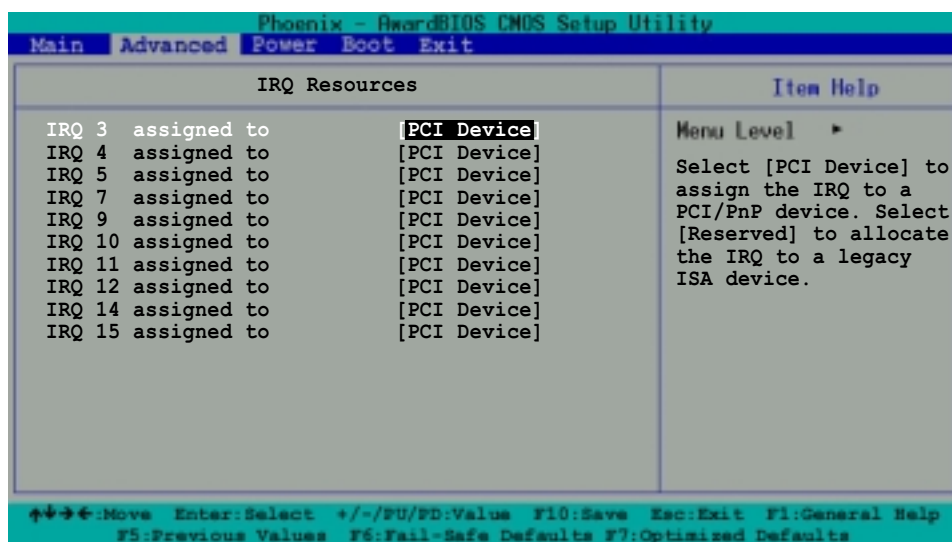 Phoenix - AwardBIOS CMOS Setup Utility
Main Advanced Power Boot Exit
IRQ Resources
IRQ 3 assigned to [PCI Device]
IRQ 4 assigned to [PCI Device]
IRQ 5 assigned to [PCI Device]
IRQ 7 assigned to [PCI Device]
IRQ 9 assigned to [PCI Device]
IRQ 10 assigned to [PCI Device]
IRQ 11 assigned to [PCI Device]
IRQ 12 assigned to [PCI Device]
IRQ 14 assigned to [PCI Device]
IRQ 15 assigned to [PCI Device]
Item Help
Menu Level
Select [PCI Device] to
assign the IRQ to a
PCI/PnP device. Select
[Reserved] to allocate
the IRQ to a legacy
ISA device.
:Move Enter:Select +/-/PU/PD:Value F10:Save Esc:Exit F1:General Help
F5:Previous Values F6:Fail-Safe Defaults F7:Optimized Defaults